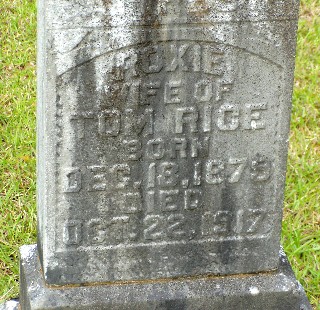 ROXIE
WIFE OF
TOM RICE
BORN
DEC. 18, 1875
DIED
OCT. 22, 1917